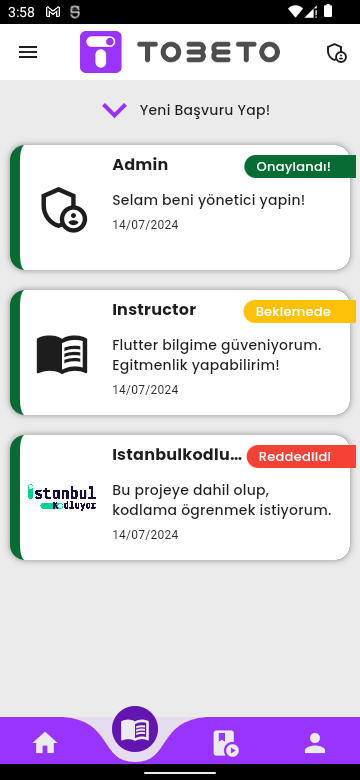 3:58
TOBETO
Yeni Başvuru Yap!
Admin
Onaylandı!
Selam beni yönetici yapin!
14/07/2024
Instructor
Beklemede
Flutter bilgime güveniyorum.
Egitmenlik yapabilirim!
14/07/2024
Istanbulkodlu...
Reddedildi
istanbul
Kodluyor
Bu projeye dahil olup,
kodlama ögrenmek istiyorum.
14/07/2024